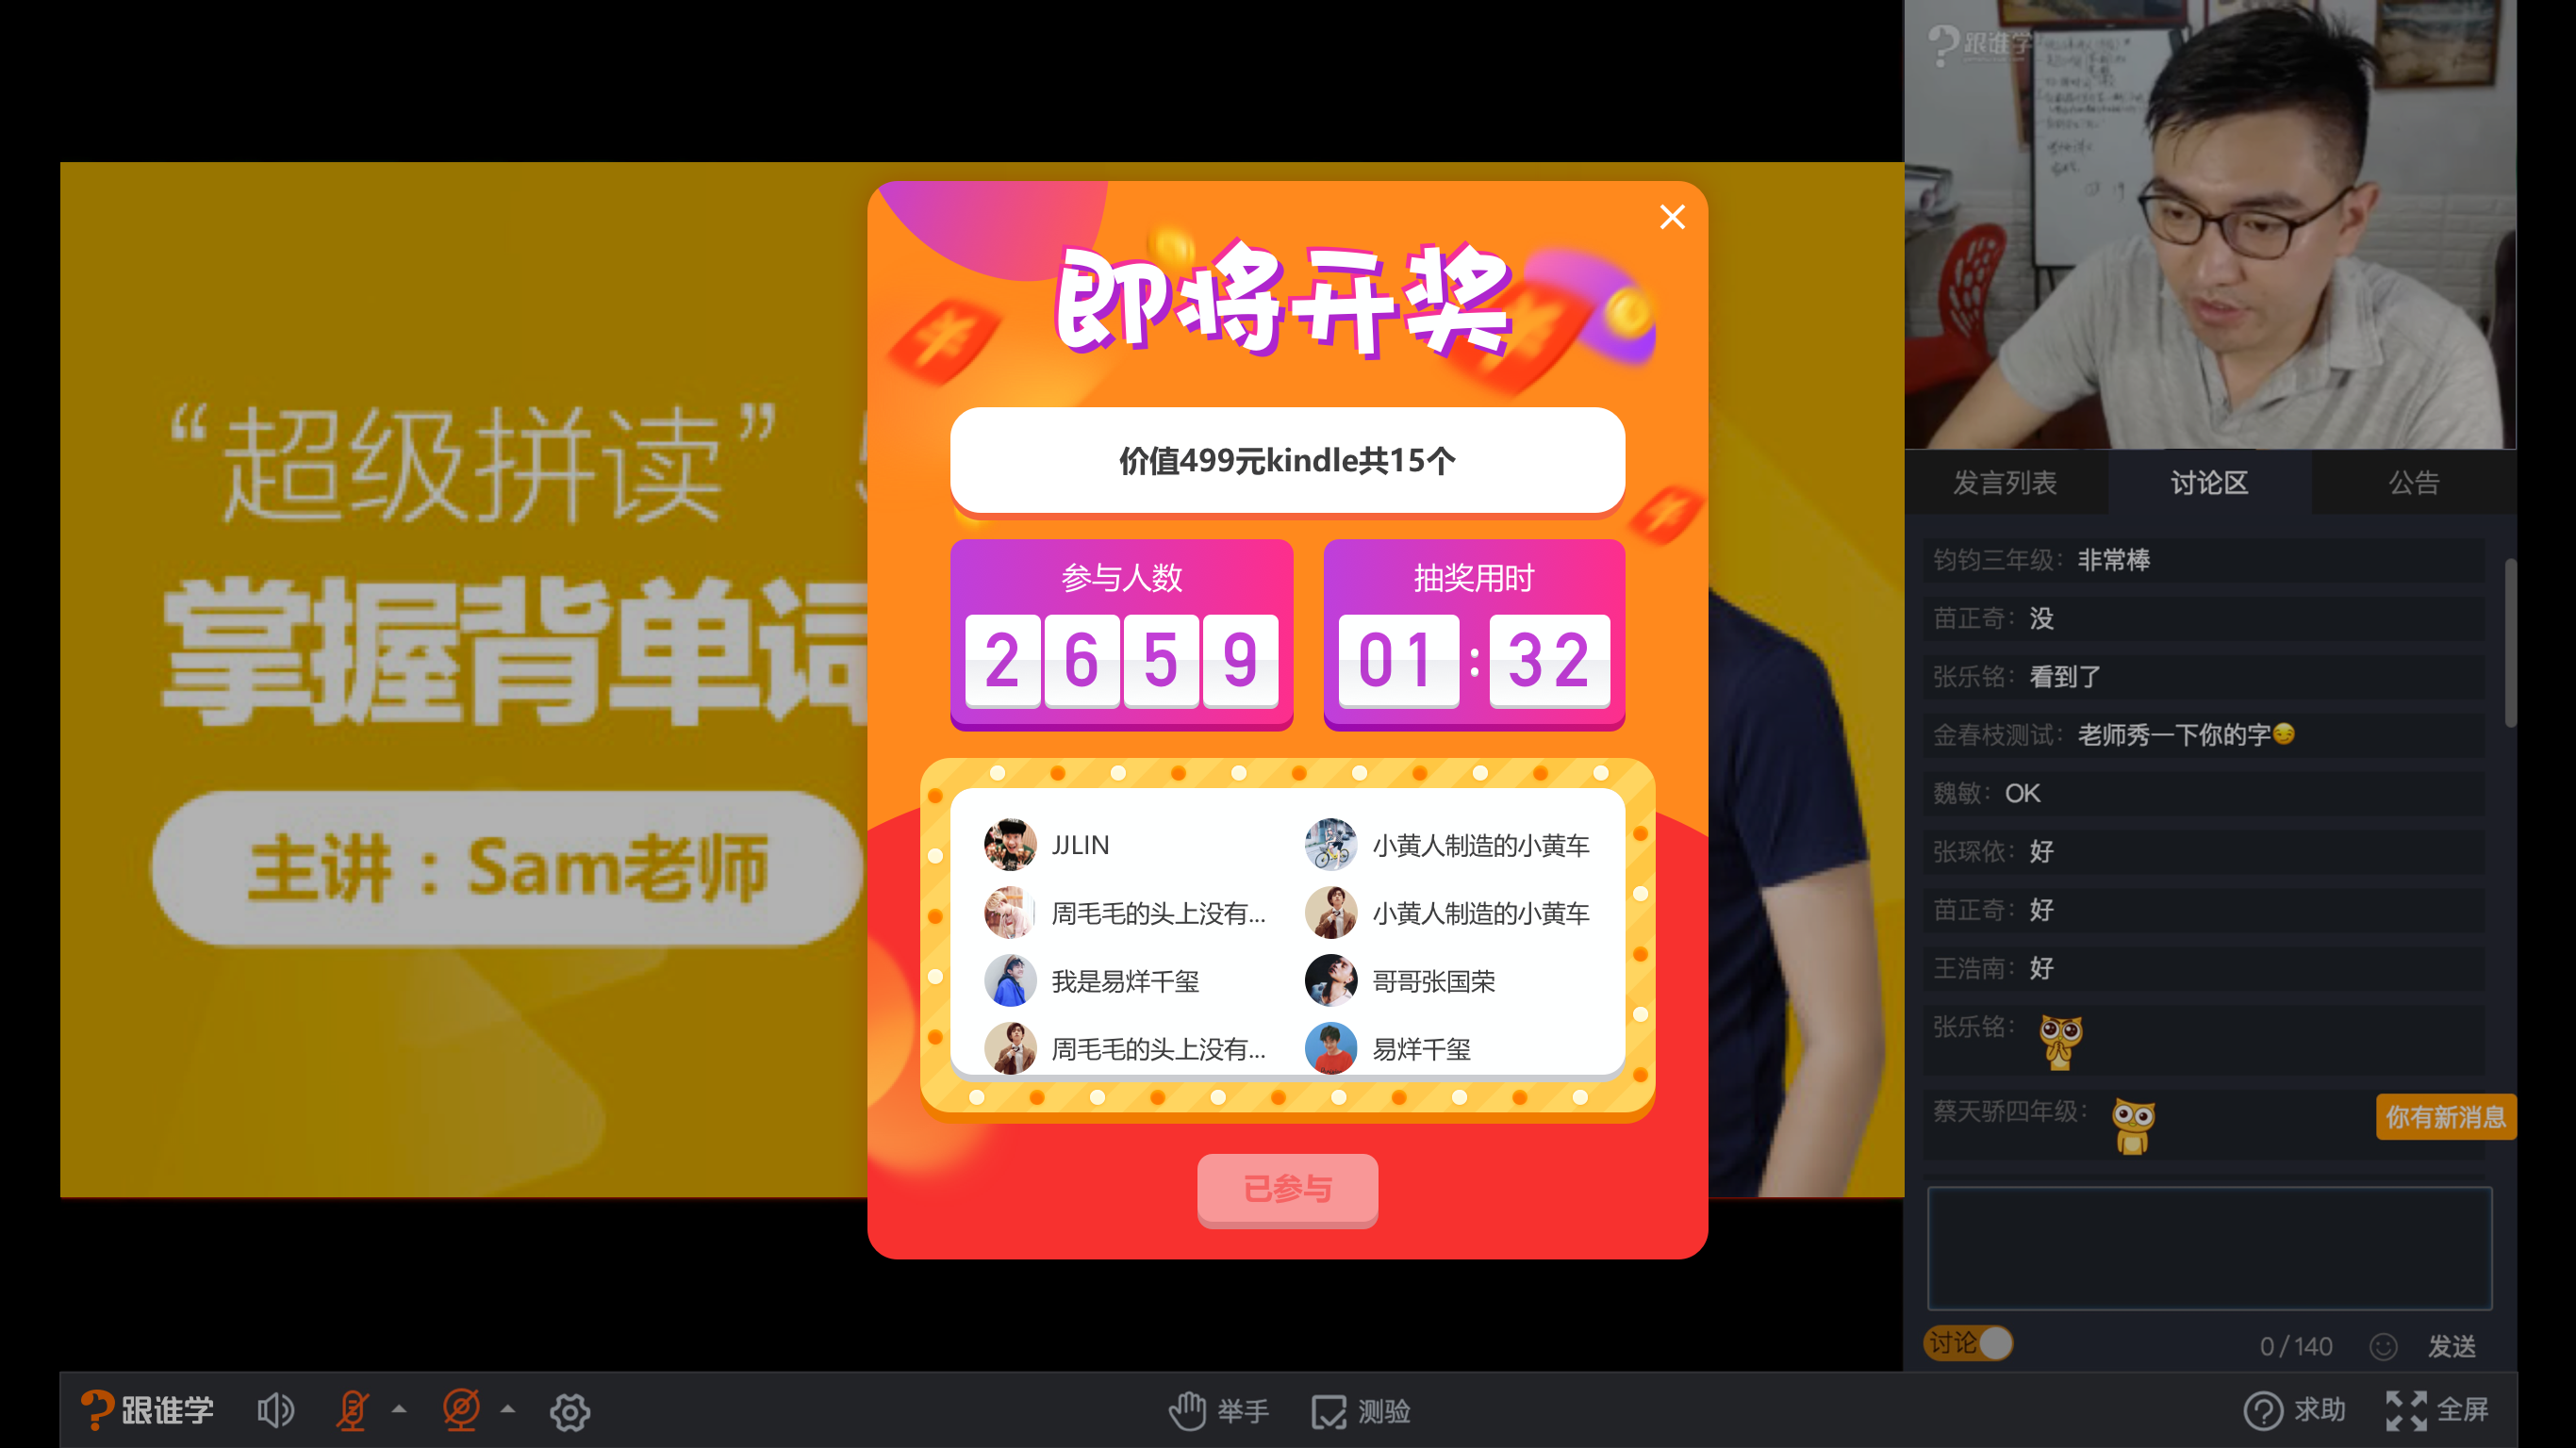 跟谁学
即将开奖
价值499元kindle共15个
参与人数
2659
抽奖用时
01:32
JJLIN
小黄人制造的小黄车
周毛毛的头上没有...
小黄人制造的小黄车
我是易烊千玺
哥哥张国荣
周毛毛的头上没有...
易烊千玺
已参与
“超级拼读”
掌握背单词
主讲：Sam老师
发言列表
讨论区
公告
钧钧三年级：非常棒
苗正奇：没
张乐铭：看到了
金春枝测试：老师秀一下你的字😏
魏敏：OK
张琛依：好
苗正奇：好
王浩南：好
张乐铭：
蔡天骄四年级：
你有新消息
讨论
0/140
发送
跟谁学
举手
测验
求助
全屏